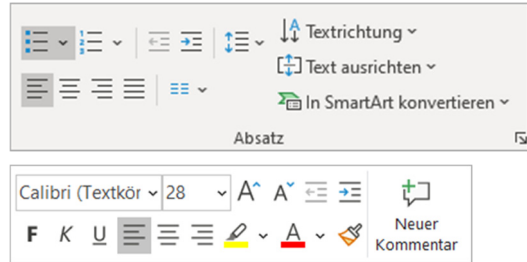 Textrichtung
Text ausrichten
In SmartArt konvertieren
Absatz
Calibri (Textkör 28 A A
F K U A Neuer
Kommentar